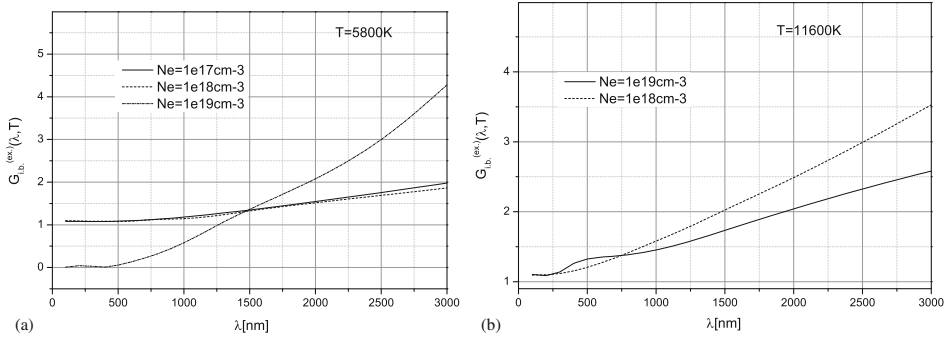 T=5800K
Ne=1e17cm-3
Ne=1e18cm-3
Ne=1e19cm-3
G_{i.b.}^{(ex.)}(λ,T)
5
4
3
2
1
0
0 500 1000 1500 2000 2500 3000
(a)
λ[nm]
T=11600K
Ne=1e19cm-3
Ne=1e18cm-3
G_{i.b.}^{(ex.)}(λ,T)
4
3
2
1
0 500 1000 1500 2000 2500 3000
(b)
λ[nm]